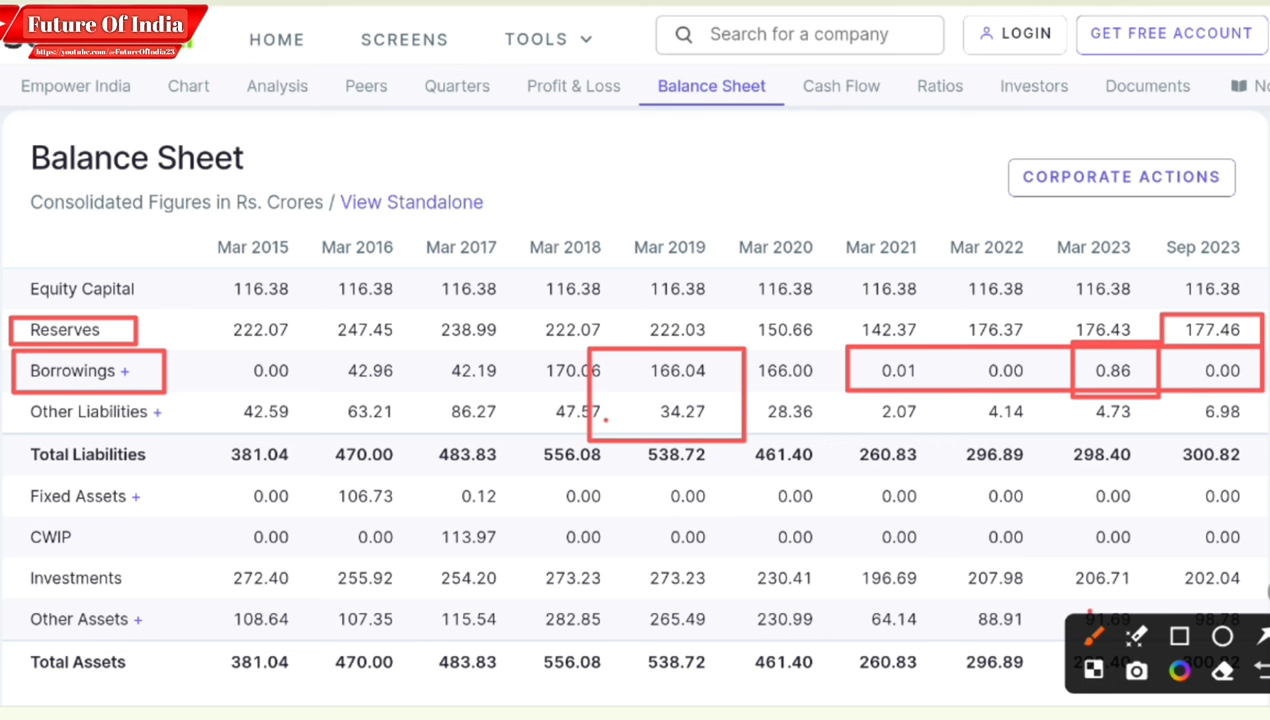 Future Of India
https://youtube.com/@FutureOfIndia23
HOME SCREENS TOOLS Search for a company LOGIN GET FREE ACCOUNT
Empower India Chart Analysis Peers Quarters Profit & Loss Balance Sheet Cash Flow Ratios Investors Documents
Balance Sheet
CORPORATE ACTIONS
Consolidated Figures in Rs. Crores / View Standalone
Mar 2015 Mar 2016 Mar 2017 Mar 2018 Mar 2019 Mar 2020 Mar 2021 Mar 2022 Mar 2023 Sep 2023
Equity Capital 116.38 116.38 116.38 116.38 116.38 116.38 116.38 116.38 116.38 116.38
Reserves 222.07 247.45 238.99 222.07 222.03 150.66 142.37 176.37 176.43 177.46
Borrowings + 0.00 42.96 42.19 170.06 166.04 166.00 0.01 0.00 0.86 0.00
Other Liabilities + 42.59 63.21 86.27 47.57 34.27 28.36 2.07 4.14 4.73 6.98
Total Liabilities 381.04 470.00 483.83 556.08 538.72 461.40 260.83 296.89 298.40 300.82
Fixed Assets + 0.00 106.73 0.12 0.00 0.00 0.00 0.00 0.00 0.00 0.00
CWIP 0.00 0.00 113.97 0.00 0.00 0.00 0.00 0.00 0.00 0.00
Investments 272.40 255.92 254.20 273.23 273.23 230.41 196.69 207.98 206.71 202.04
Other Assets + 108.64 107.35 115.54 282.85 265.49 230.99 64.14 88.91 91.69 98.78
Total Assets 381.04 470.00 483.83 556.08 538.72 461.40 260.83 296.89